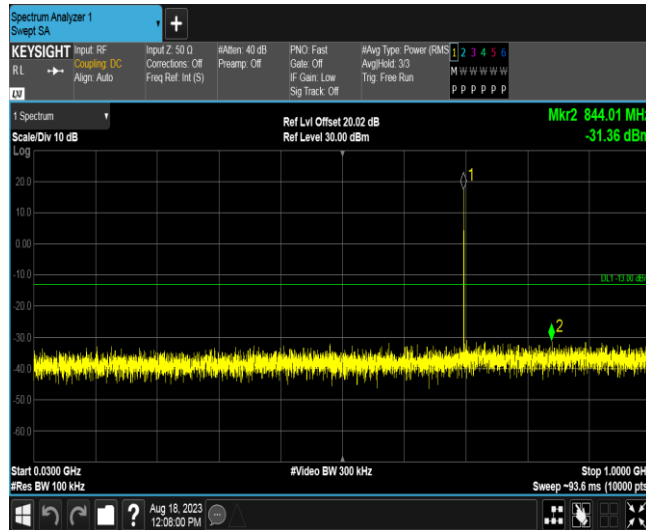 Spectrum Analyzer 1
Swept SA
+
KEYSIGHT Input: RF Input Z: 50 Ω #Atten: 40 dB PNO: Fast #Avg Type: Power (RMS 1 2 3 4 5 6
RL Coupling: DC Corrections: Off Preamp: Off Gate: Off Avg|Hold: 3/3 M W W W W W
Align: Auto Freq Ref: Int (S) IF Gain: Low Trig: Free Run
LXI Sig Track: Off P P P P P P
1 Spectrum Ref Lvl Offset 20.02 dB Mkr2 844.01 MHz
Scale/Div 10 dB Ref Level 30.00 dBm -31.36 dBm
Log
1
20.0
10.0
0.00
-10.0
DL1 -13.00 dBm
-20.0
-30.0
2
-40.0
-50.0
-60.0
Start 0.0300 GHz #Video BW 300 kHz Stop 1.0000 GHz
#Res BW 100 kHz Sweep ~93.6 ms (10000 pts
? Aug 18, 2023
12:08:00 PM